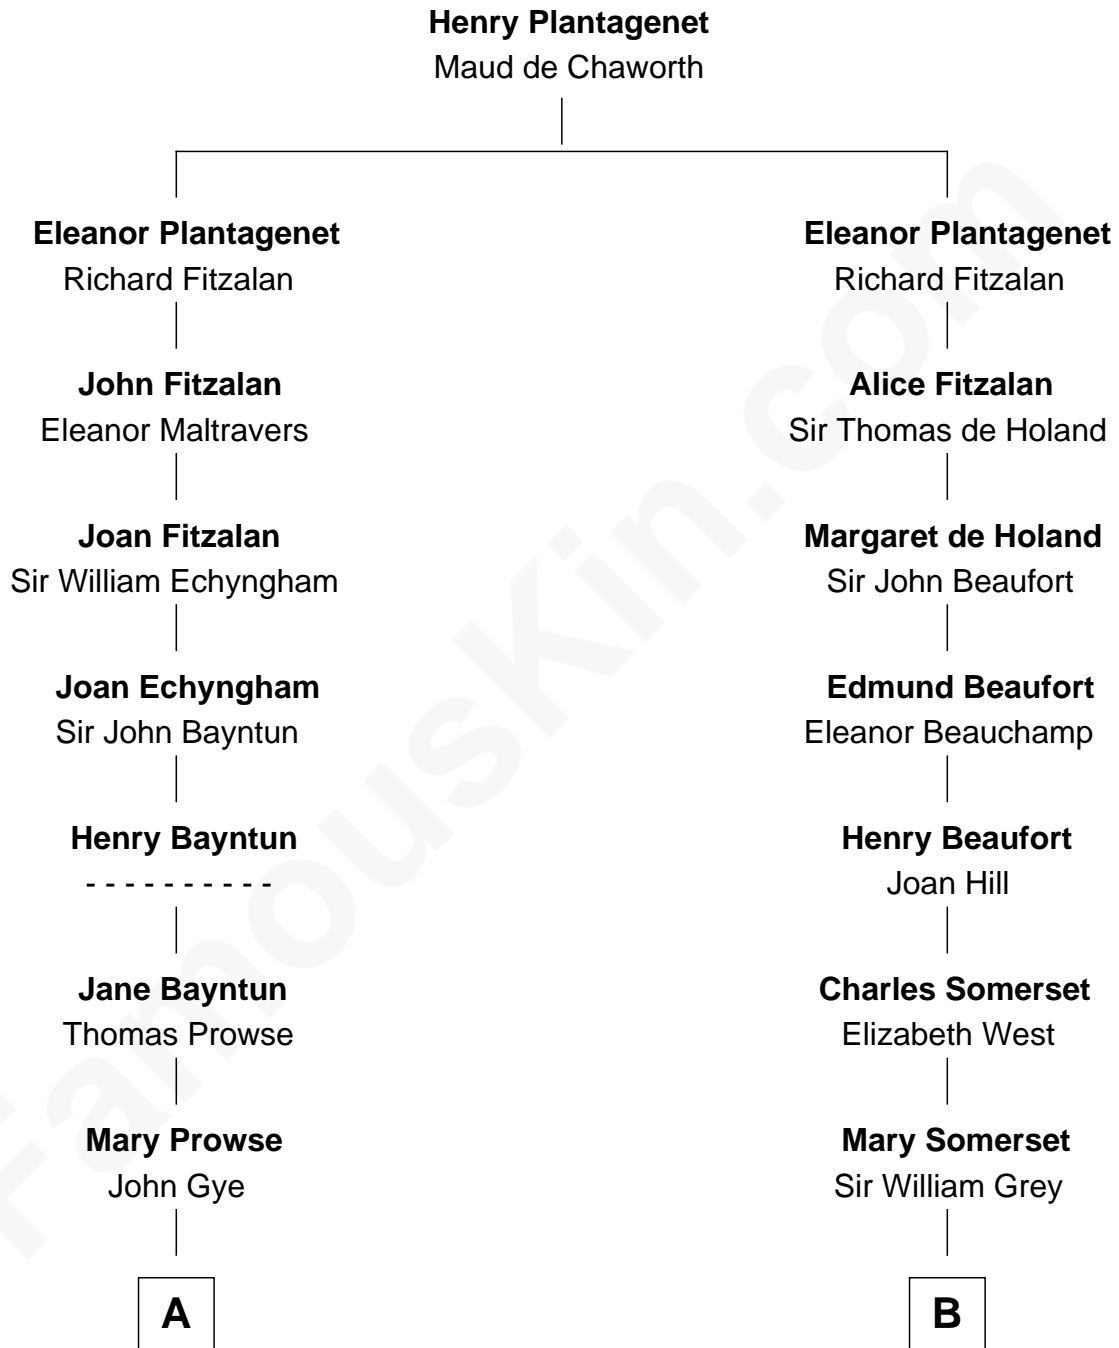 Henry Plantagenet
Maud de Chaworth
Eleanor Plantagenet
Richard Fitzalan
John Fitzalan
Eleanor Maltravers
Joan Fitzalan
Sir William Echyngham
Joan Echyngham
Sir John Bayntun
Henry Bayntun
- - - - - - - - - -
Jane Bayntun
Thomas Prowse
Mary Prowse
John Gye
A
Eleanor Plantagenet
Richard Fitzalan
Alice Fitzalan
Sir Thomas de Holand
Margaret de Holand
Sir John Beaufort
Edmund Beaufort
Eleanor Beauchamp
Henry Beaufort
Joan Hill
Charles Somerset
Elizabeth West
Mary Somerset
Sir William Grey
B
FamousKin.com